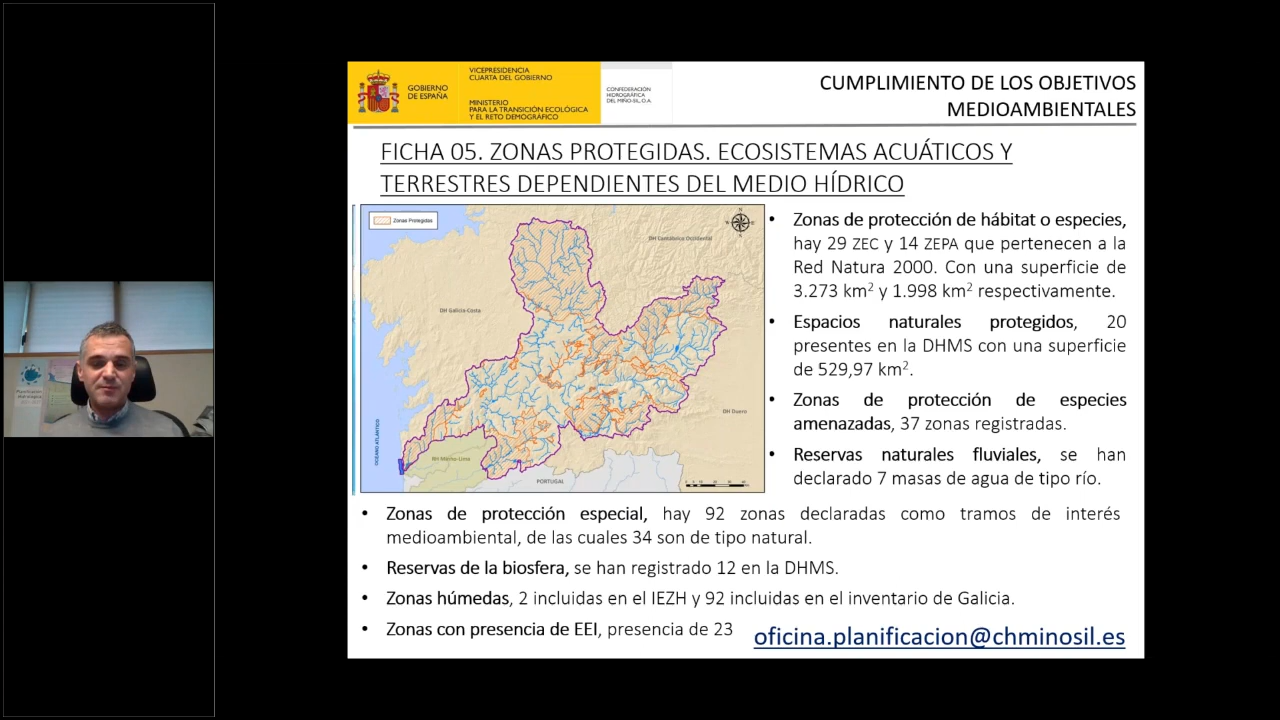 GOBIERNO
DE ESPAÑA
VICEPRESIDENCIA
CUARTA DEL GOBIERNO
MINISTERIO
PARA LA TRANSICIÓN ECOLÓGICA
Y EL RETO DEMOGRÁFICO
CONFEDERACIÓN
HIDROGRÁFICA
DEL MIÑO-SIL, O.A.
CUMPLIMIENTO DE LOS OBJETIVOS
MEDIOAMBIENTALES
FICHA 05. ZONAS PROTEGIDAS. ECOSISTEMAS ACUÁTICOS Y
TERRESTRES DEPENDIENTES DEL MEDIO HÍDRICO
Zonas Protegidas
N
DH Cantábrico Occidental
DH Galicia-Costa
DH Duero
OCÉANO ATLÁNTICO
PORTUGAL
• Zonas de protección de hábitat o especies,
hay 29 ZEC y 14 ZEPA que pertenecen a la
Red Natura 2000. Con una superficie de
3.273 km² y 1.998 km² respectivamente.
• Espacios naturales protegidos, 20
presentes en la DHMS con una superficie
de 529,97 km².
• Zonas de protección de especies
amenazadas, 37 zonas registradas.
• Reservas naturales fluviales, se han
declarado 7 masas de agua de tipo río.
• Zonas de protección especial, hay 92 zonas declaradas como tramos de interés
medioambiental, de las cuales 34 son de tipo natural.
• Reservas de la biosfera, se han registrado 12 en la DHMS.
• Zonas húmedas, 2 incluidas en el IEZH y 92 incluidas en el inventario de Galicia.
• Zonas con presencia de EEI, presencia de 23
oficina.planificacion@chminosil.es